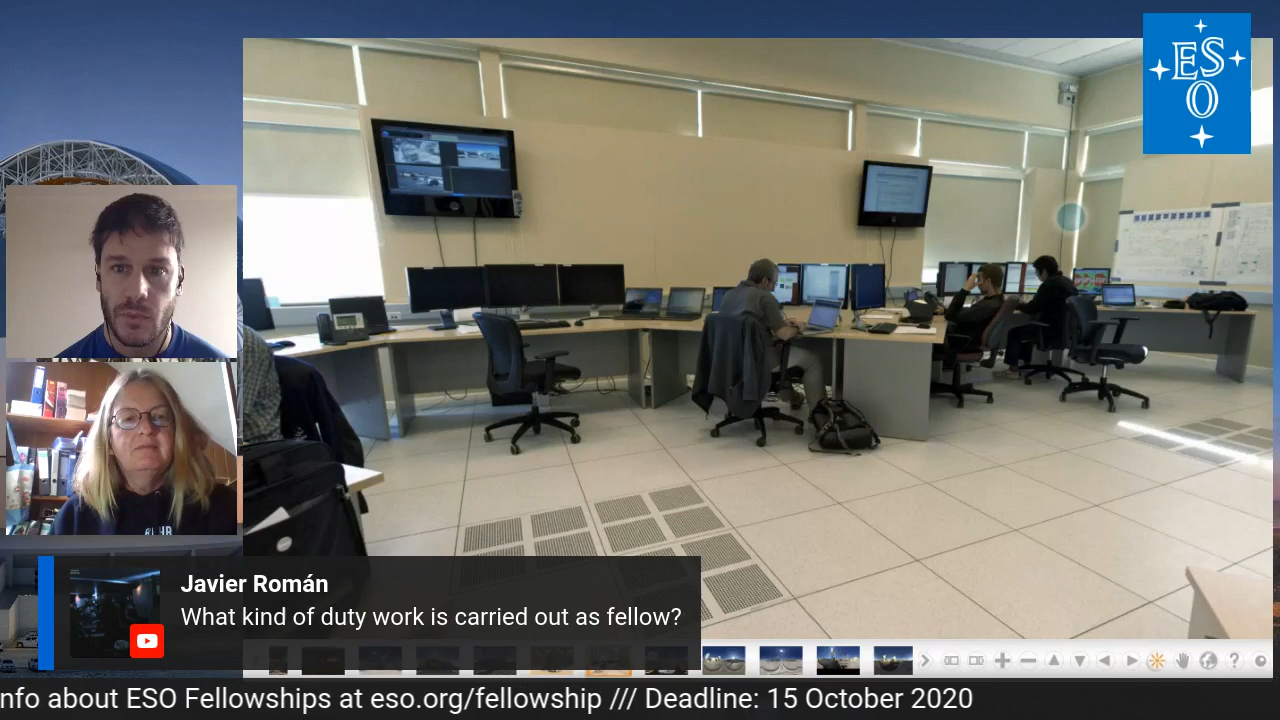 ESO
Javier Román
What kind of duty work is carried out as fellow?
nfo about ESO Fellowships at eso.org/fellowship /// Deadline: 15 October 2020